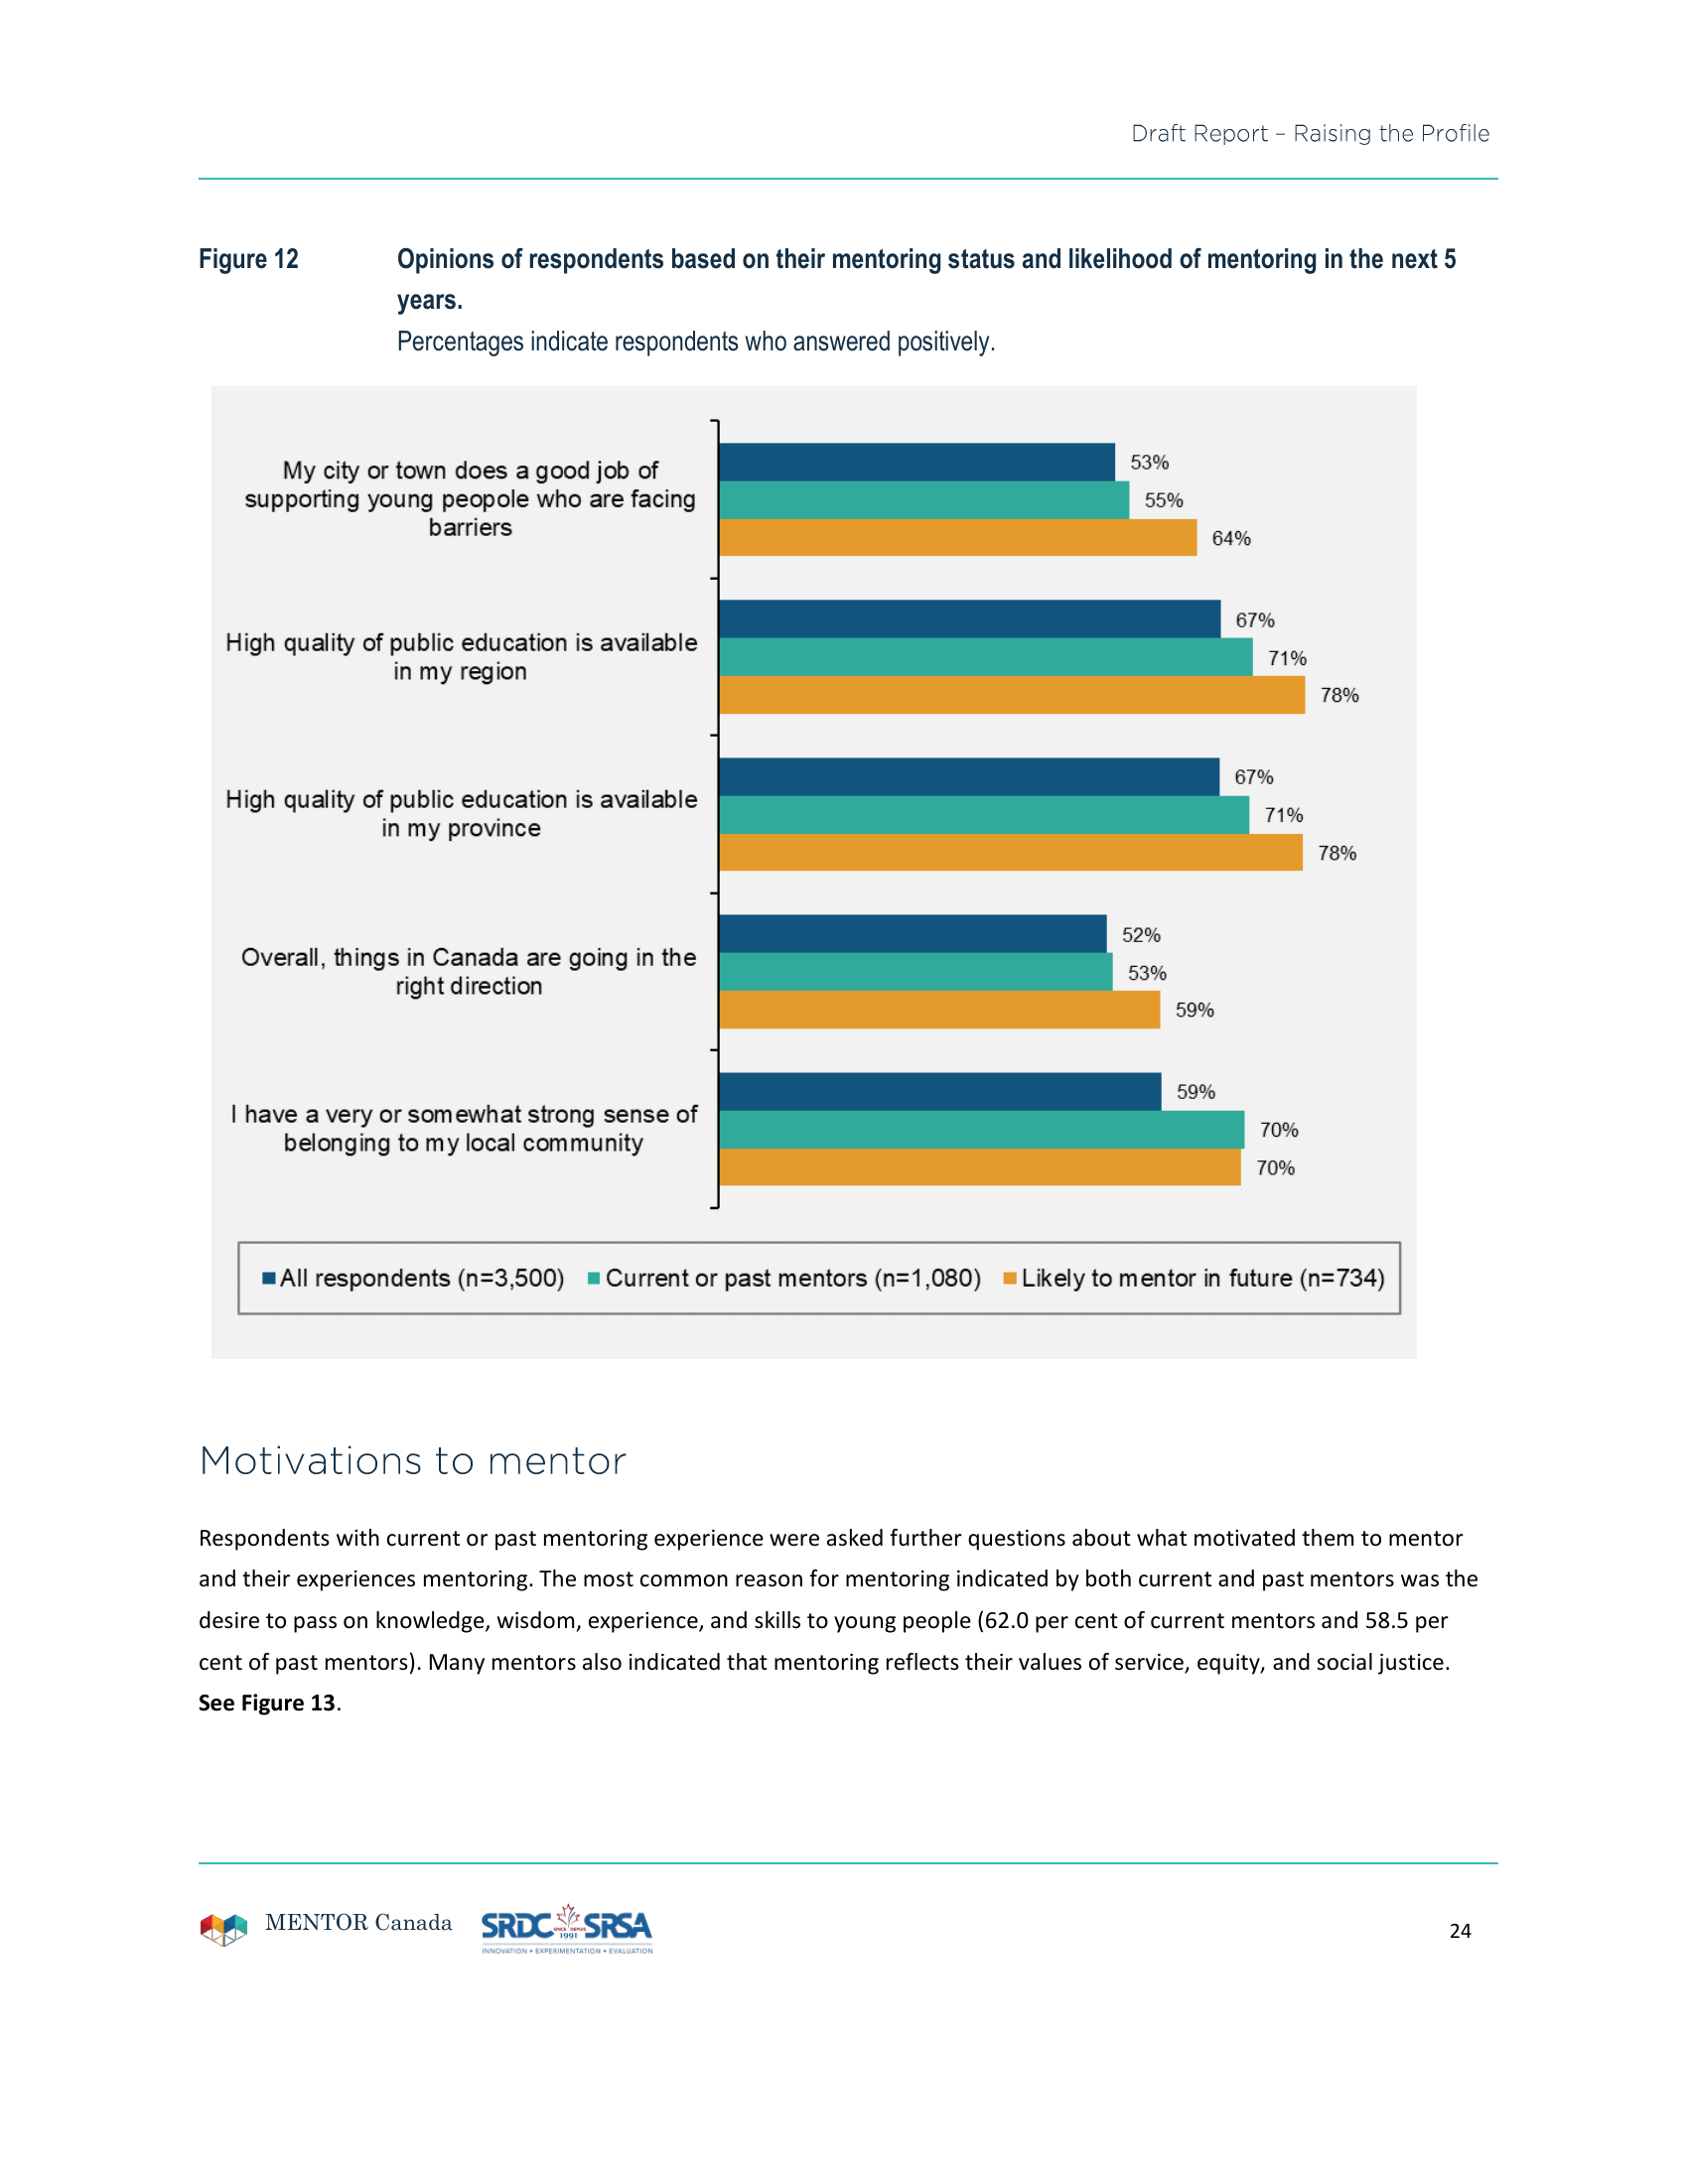 Draft Report – Raising the Profile
Figure 12
Opinions of respondents based on their mentoring status and likelihood of mentoring in the next 5
years.
Percentages indicate respondents who answered positively.
My city or town does a good job of
supporting young peopole who are facing
barriers
53%
55%
64%
High quality of public education is available
in my region
67%
71%
78%
High quality of public education is available
in my province
67%
71%
78%
Overall, things in Canada are going in the
right direction
52%
53%
59%
I have a very or somewhat strong sense of
belonging to my local community
59%
70%
70%
All respondents (n=3,500) Current or past mentors (n=1,080) Likely to mentor in future (n=734)
Motivations to mentor
Respondents with current or past mentoring experience were asked further questions about what motivated them to mentor
and their experiences mentoring. The most common reason for mentoring indicated by both current and past mentors was the
desire to pass on knowledge, wisdom, experience, and skills to young people (62.0 per cent of current mentors and 58.5 per
cent of past mentors). Many mentors also indicated that mentoring reflects their values of service, equity, and social justice.
See Figure 13.
MENTOR Canada
SRDC SINCE DEPUIS 1991 SRSA
INNOVATION • EXPERIMENTATION • EVALUATION
24